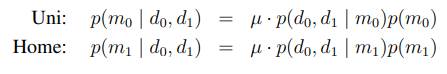 Uni: p(m₀ | d₀, d₁) = μ · p(d₀, d₁ | m₀)p(m₀)
Home: p(m₁ | d₀, d₁) = μ · p(d₀, d₁ | m₁)p(m₁)